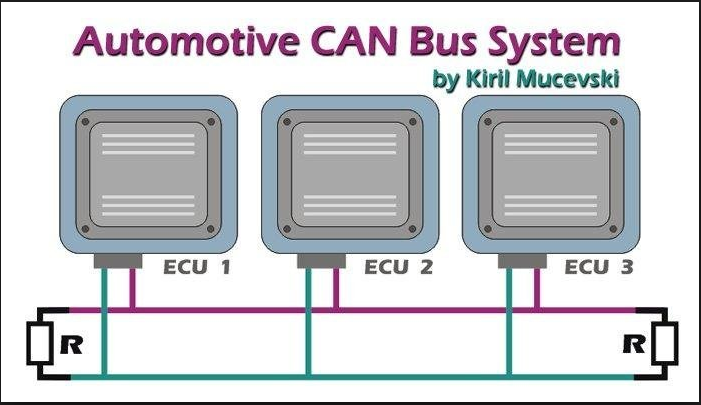 Automotive CAN Bus System
by Kiril Mucevski
ECU 1
ECU 2
ECU 3
R
R